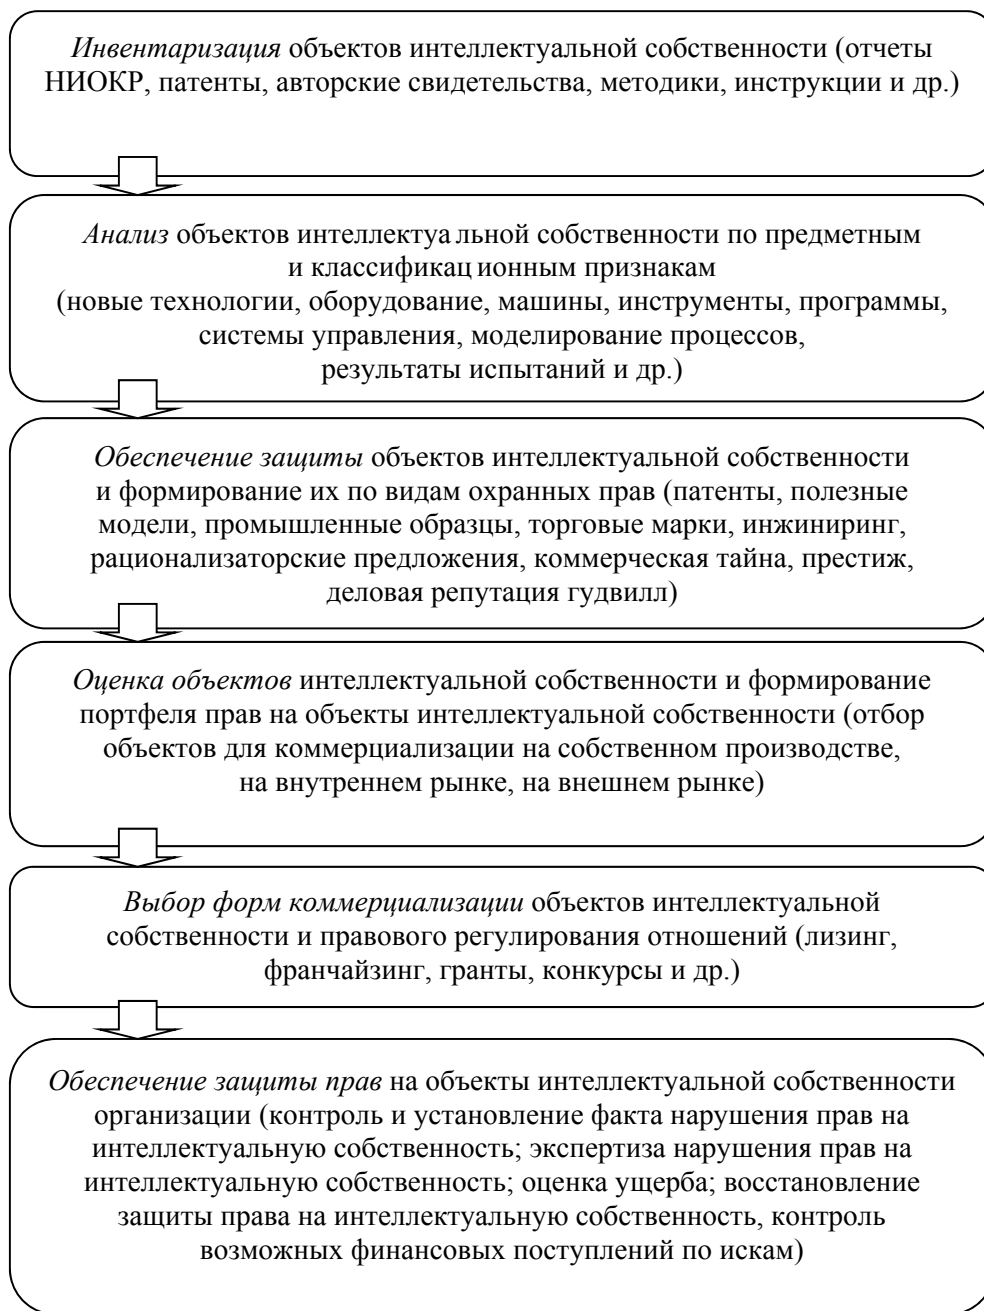 Инвентаризация объектов интеллектуальной собственности (отчеты
НИОКР, патенты, авторские свидетельства, методики, инструкции и др.)
Анализ объектов интеллектуа льной собственности по предметным
и классификац ионным признакам
(новые технологии, оборудование, машины, инструменты, программы,
системы управления, моделирование процессов,
результаты испытаний и др.)
Обеспечение защиты объектов интеллектуальной собственности
и формирование их по видам охранных прав (патенты, полезные
модели, промышленные образцы, торговые марки, инжиниринг,
рационализаторские предложения, коммерческая тайна, престиж,
деловая репутация гудвилл)
Оценка объектов интеллектуальной собственности и формирование
портфеля прав на объекты интеллектуальной собственности (отбор
объектов для коммерциализации на собственном производстве,
на внутреннем рынке, на внешнем рынке)
Выбор форм коммерциализации объектов интеллектуальной
собственности и правового регулирования отношений (лизинг,
франчайзинг, гранты, конкурсы и др.)
Обеспечение защиты прав на объекты интеллектуальной собственности
организации (контроль и установление факта нарушения прав на
интеллектуальную собственность; экспертиза нарушения прав на
интеллектуальную собственность; оценка ущерба; восстановление
защиты права на интеллектуальную собственность, контроль
возможных финансовых поступлений по искам)